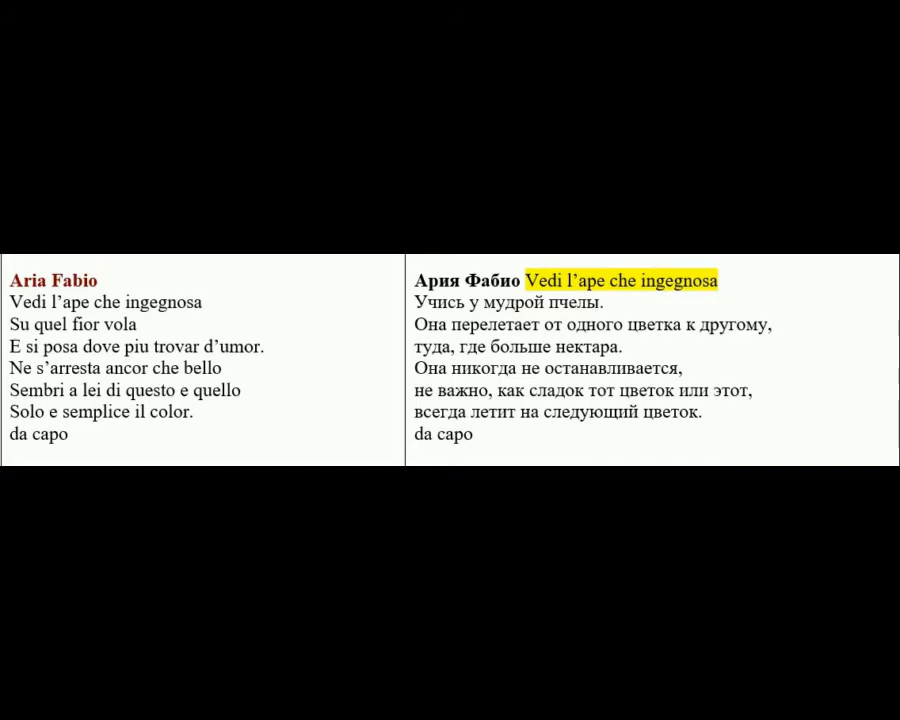 Aria Fabio
Vedi l’ape che ingegnosa
Su quel fior vola
E si posa dove piu trovar d’umor.
Ne s’arresta ancor che bello
Sembri a lei di questo e quello
Solo e semplice il color.
da capo
Ария Фабио Vedi l’ape che ingegnosa
Учись у мудрой пчелы.
Она перелетает от одного цветка к другому,
туда, где больше нектара.
Она никогда не останавливается,
не важно, как сладок тот цветок или этот,
всегда летит на следующий цветок.
da capo